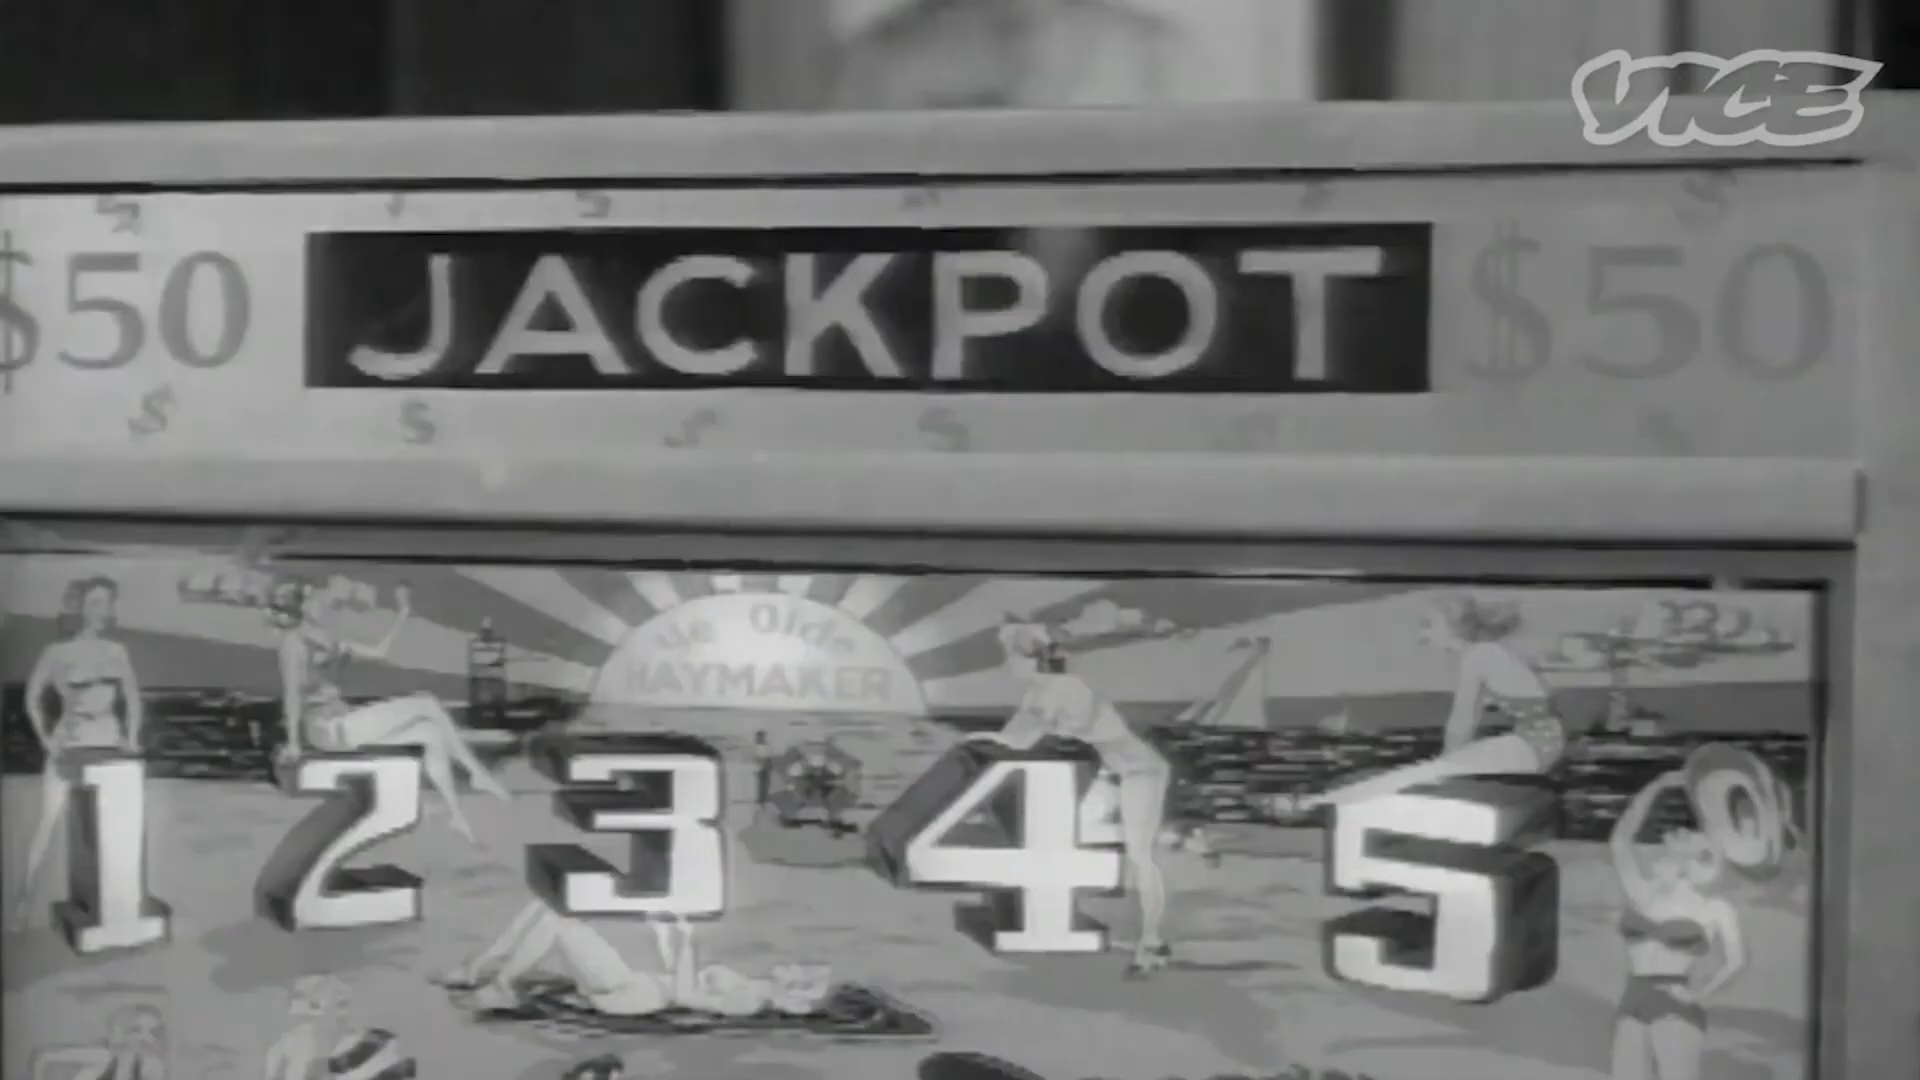 VICE
$50 JACKPOT $50
$ $ $ $
Ye Olde
HAYMAKER
1 2 3 4 5